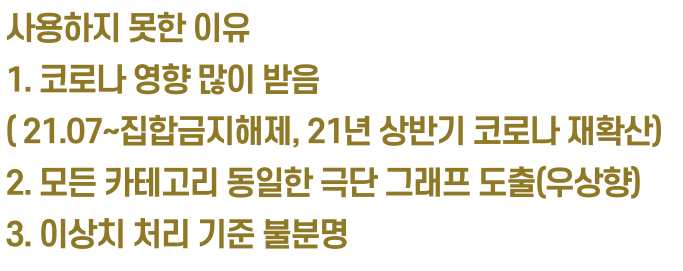 사용하지 못한 이유
1. 코로나 영향 많이 받음
( 21.07~집합금지해제, 21년 상반기 코로나 재확산)
2. 모든 카테고리 동일한 극단 그래프 도출(우상향)
3. 이상치 처리 기준 불분명